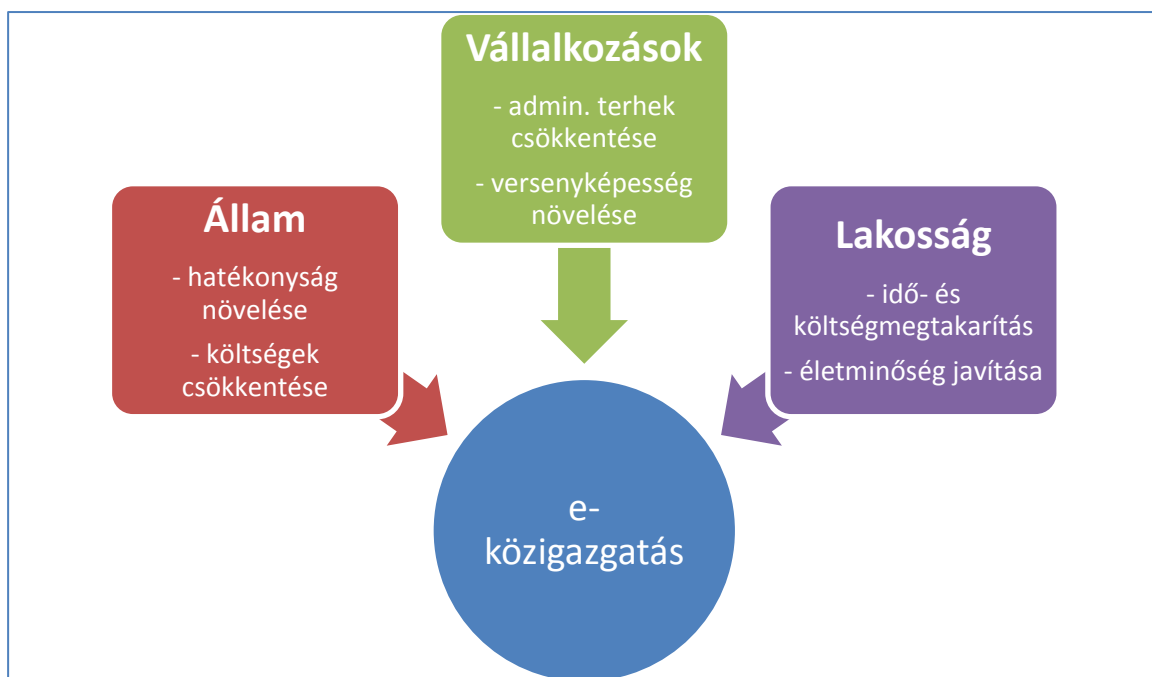 Vállalkozások
- admin. terhek
csökkentése
- versenyképesség
növelése
Állam
- hatékonyság
növelése
- költségek
csökkentése
Lakosság
- idő- és
költségmegtakarítás
- életminőség javítása
e-
közigazgatás